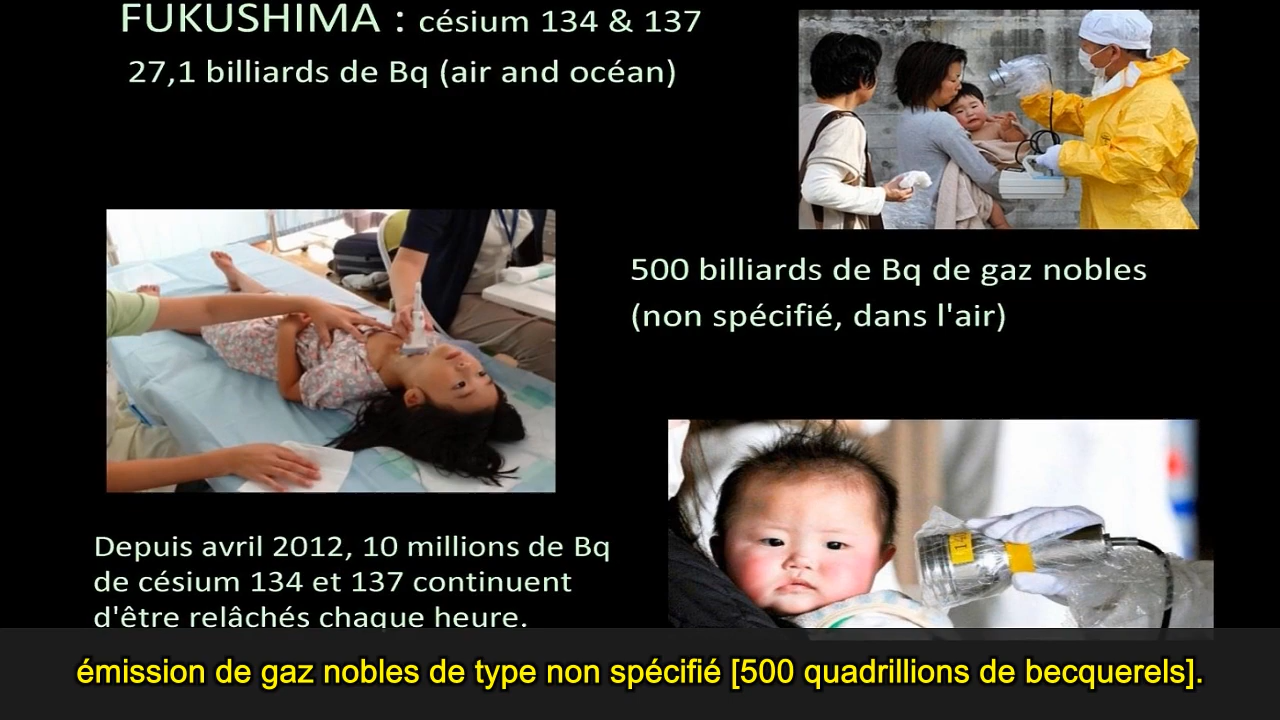 FUKUSHIMA : césium 134 & 137
27,1 billiards de Bq (air and océan)
500 billiards de Bq de gaz nobles
(non spécifié, dans l'air)
Depuis avril 2012, 10 millions de Bq
de césium 134 et 137 continuent
d'être relâchés chaque heure.
émission de gaz nobles de type non spécifié [500 quadrillions de becquerels].